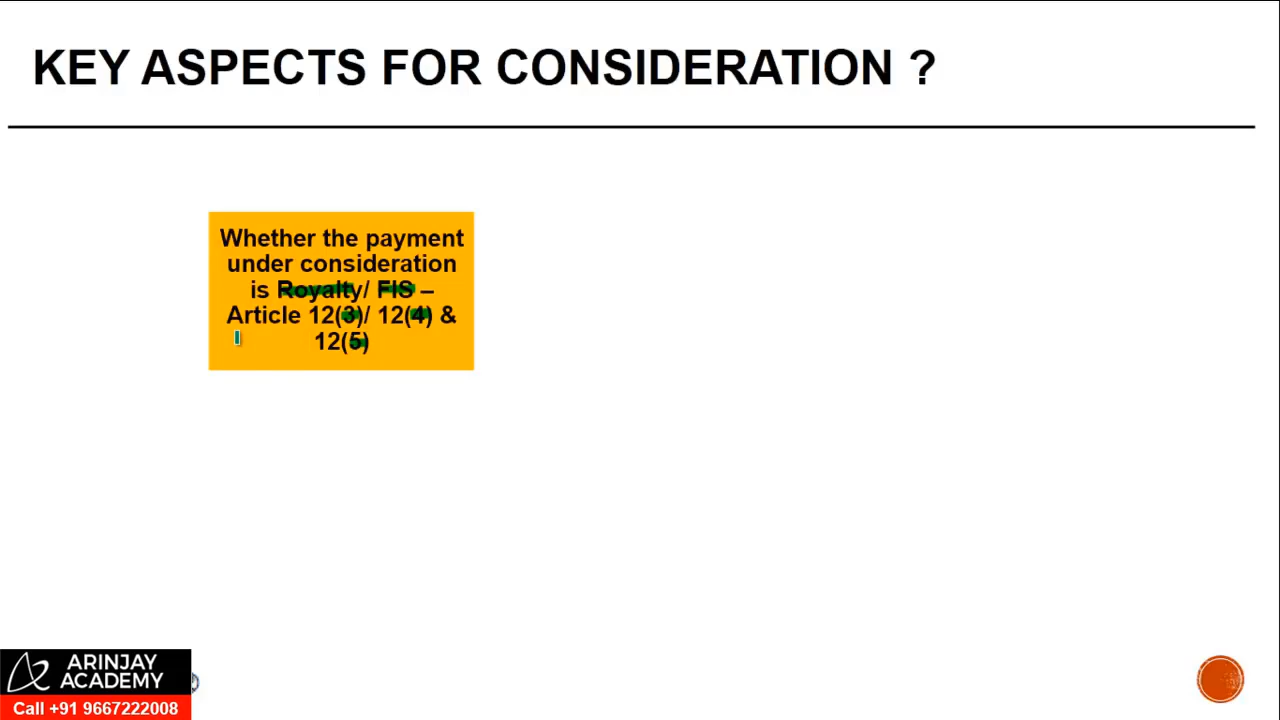 KEY ASPECTS FOR CONSIDERATION ?
Whether the payment
under consideration
is Royalty/ FIS –
Article 12(3)/ 12(4) &
12(5)
ARINJAY
ACADEMY
Call +91 9667222008